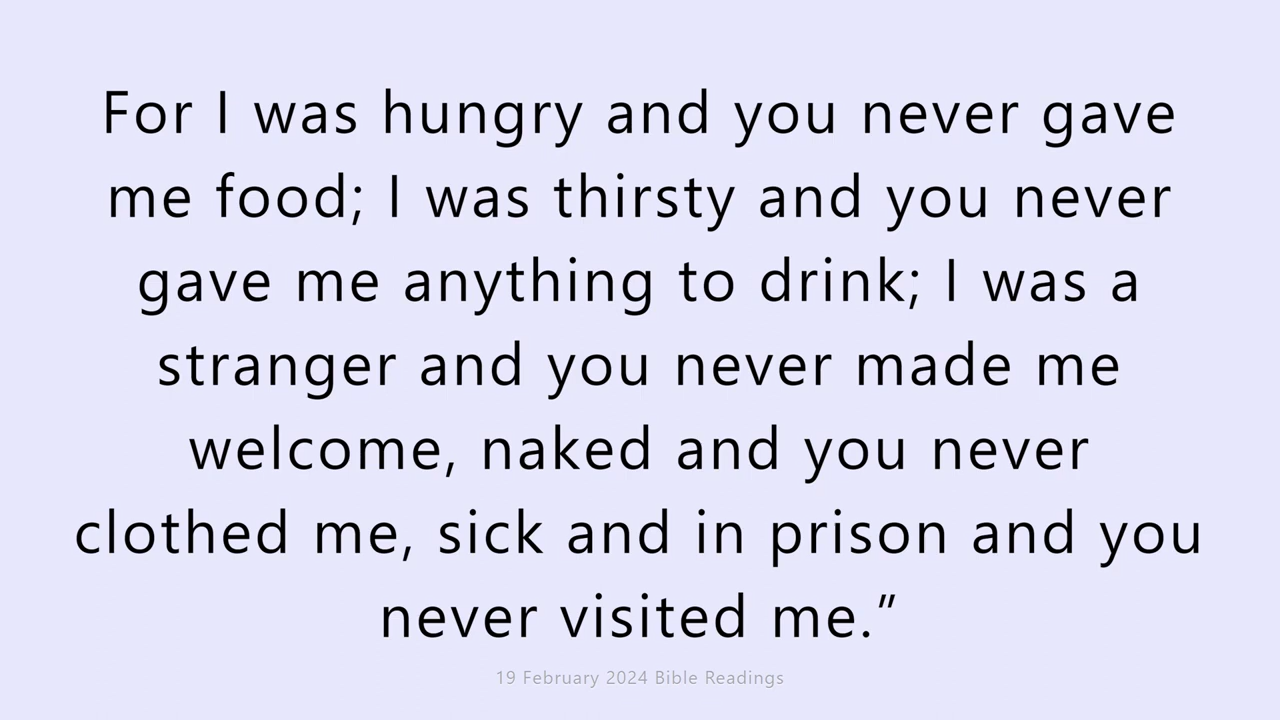 For I was hungry and you never gave
me food; I was thirsty and you never
gave me anything to drink; I was a
stranger and you never made me
welcome, naked and you never
clothed me, sick and in prison and you
never visited me.”
19 February 2024 Bible Readings